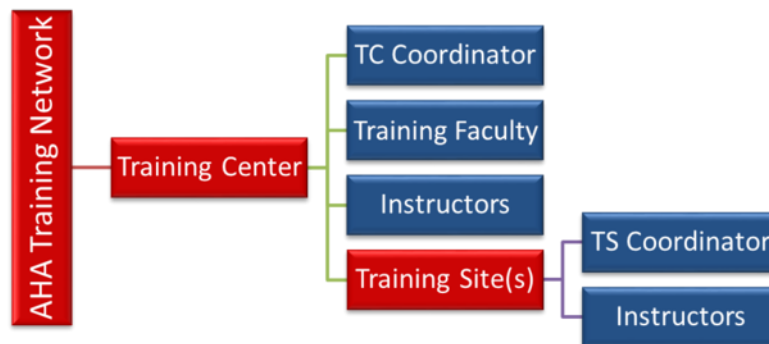 AHA Training Network
Training Center
TC Coordinator
Training Faculty
Instructors
Training Site(s)
TS Coordinator
Instructors